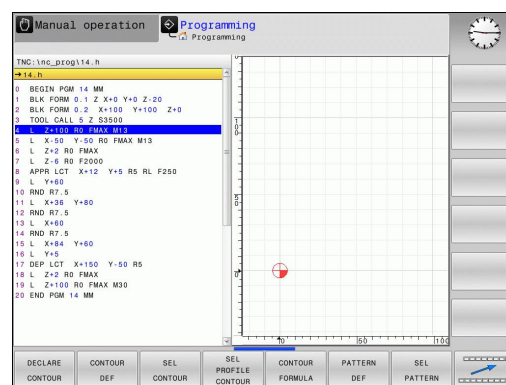 Manual operation
Programming
Programming
TNC:\nc_prog\14.h
→14.h
0 BEGIN PGM 14 MM
1 BLK FORM 0.1 Z X+0 Y+0 Z-20
2 BLK FORM 0.2 X+100 Y+100 Z+0
3 TOOL CALL 5 Z S3500
4 L Z+100 R0 FMAX M13
5 L X-50 Y-50 R0 FMAX M13
6 L Z+2 R0 FMAX
7 L Z-6 R0 F2000
8 APPR LCT X+12 Y+5 R5 RL F250
9 L Y+60
10 RND R7.5
11 L X+36 Y+80
12 RND R7.5
13 L X+60
14 RND R7.5
15 L X+84 Y+60
16 L Y+5
17 DEP LCT X+150 Y-50 R5
18 L Z+2 R0 FMAX
19 L Z+100 R0 FMAX M30
20 END PGM 14 MM
100
50
0
0
50
100
DECLARE CONTOUR
CONTOUR DEF
SEL CONTOUR
SEL PROFILE CONTOUR
CONTOUR FORMULA
PATTERN DEF
SEL PATTERN